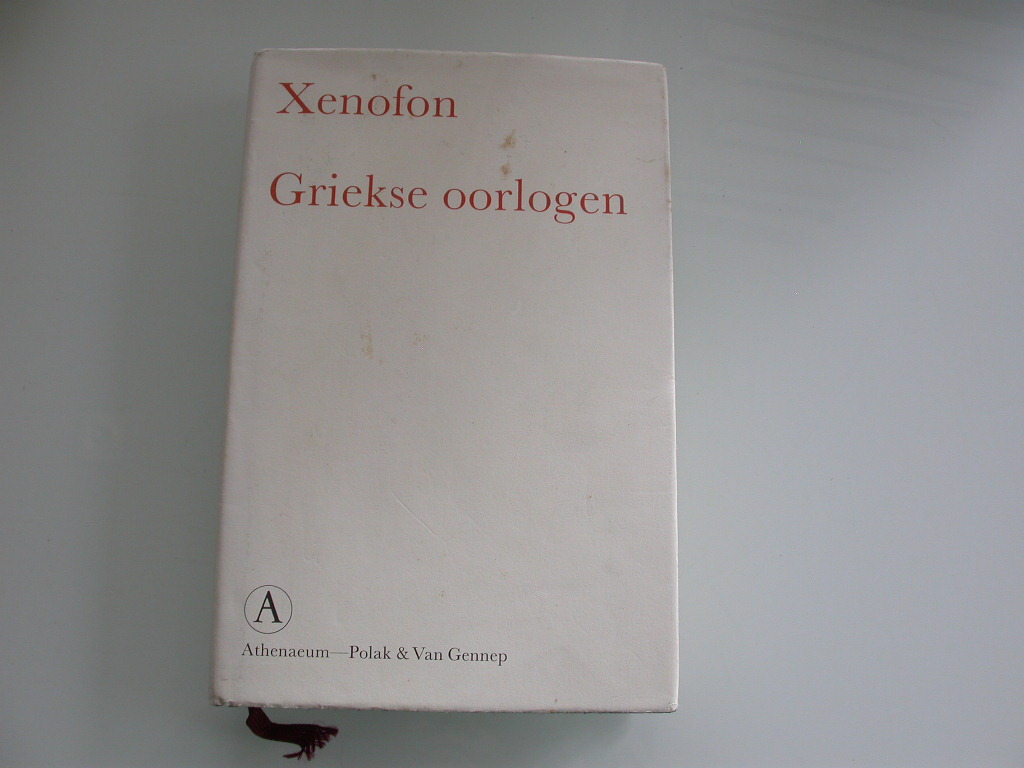 Xenofon
Griekse oorlogen
A
Athenaeum—Polak & Van Gennep